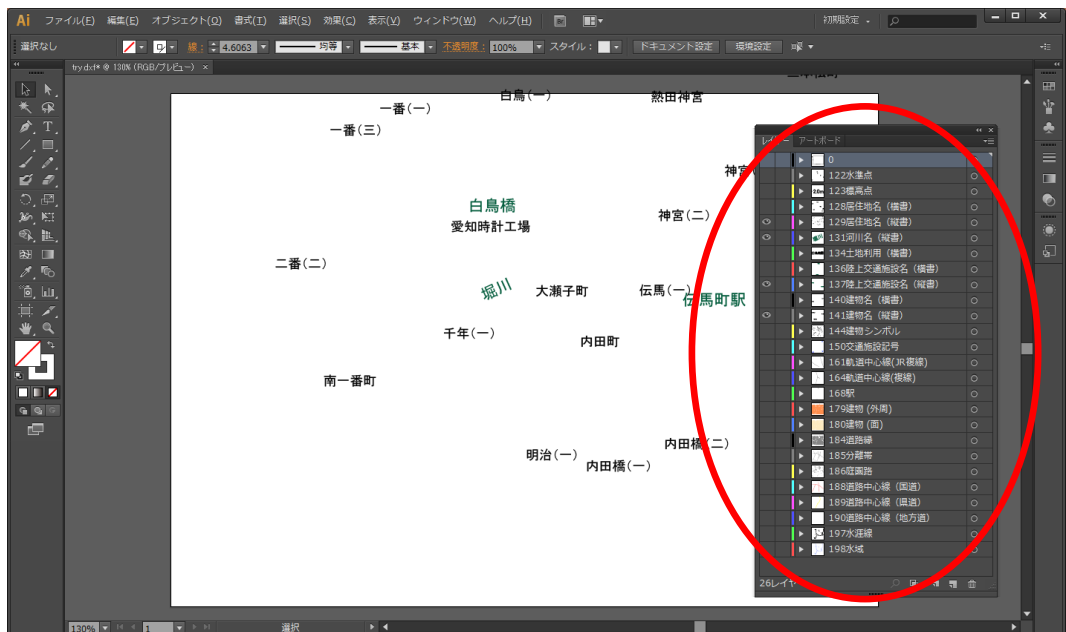 Ai ファイル(F) 編集(E) オブジェクト(O) 書式(T) 選択(S) 効果(C) 表示(V) ウィンドウ(W) ヘルプ(H) 初期設定
選択なし 線: 4.6063 均等 基本 不透明度: 100% スタイル: ドキュメント設定 環境設定
try.dxf* @ 130% (RGB/プレビュー) ×
白鳥(一)
熱田神宮
一番(一)
一番(三)
神宮
白鳥橋
愛知時計工場
神宮(二)
二番(二)
堀川
大瀬子町
伝馬(一)
伝馬町駅
千年(一)
内田町
南一番町
内田橋(二)
明治(一)
内田橋(一)
レイヤー アートボード
0
122水準点
123標高点
128居住地名（横書）
129居住地名（縦書）
131河川名（縦書）
134土地利用（横書）
136陸上交通施設名（横書）
137陸上交通施設名（縦書）
140建物名（横書）
141建物名（縦書）
144建物シンボル
150交通施設記号
161軌道中心線(JR複線)
164軌道中心線(複線)
168駅
179建物 (外周)
180建物 (面)
184道路縁
185分離帯
186庭園路
188道路中心線（国道）
189道路中心線（県道）
190道路中心線（地方道）
197水涯線
198水域
26レイヤー
130% 1 選択